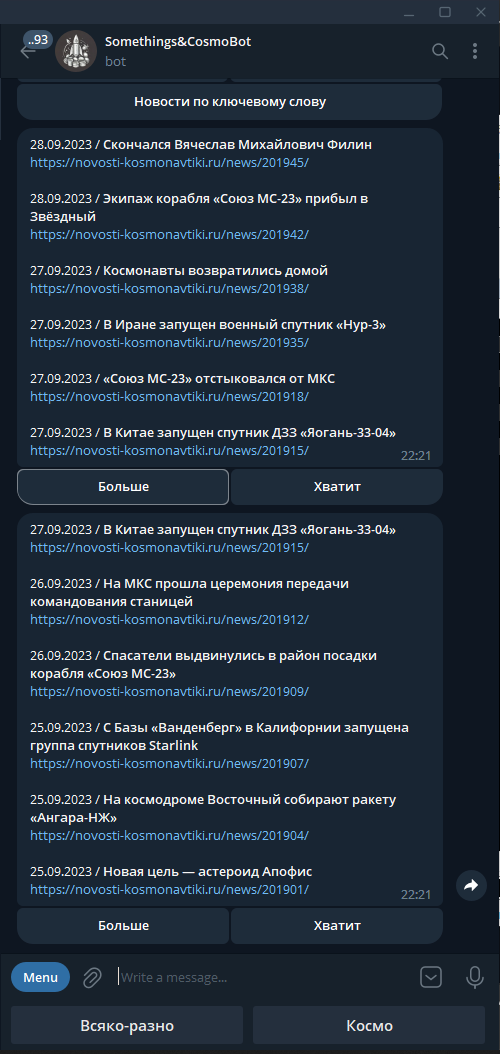 ..93
Somethings&CosmoBot
bot
Новости по ключевому слову
28.09.2023 / Скончался Вячеслав Михайлович Филин
https://novosti-kosmonavtiki.ru/news/201945/
28.09.2023 / Экипаж корабля «Союз МС-23» прибыл в
Звёздный
https://novosti-kosmonavtiki.ru/news/201942/
27.09.2023 / Космонавты возвратились домой
https://novosti-kosmonavtiki.ru/news/201938/
27.09.2023 / В Иране запущен военный спутник «Нур-3»
https://novosti-kosmonavtiki.ru/news/201935/
27.09.2023 / «Союз МС-23» отстыковался от МКС
https://novosti-kosmonavtiki.ru/news/201918/
27.09.2023 / В Китае запущен спутник ДЗЗ «Яогань-33-04»
https://novosti-kosmonavtiki.ru/news/201915/
22:21
Больше
Хватит
27.09.2023 / В Китае запущен спутник ДЗЗ «Яогань-33-04»
https://novosti-kosmonavtiki.ru/news/201915/
26.09.2023 / На МКС прошла церемония передачи
командования станицей
https://novosti-kosmonavtiki.ru/news/201912/
26.09.2023 / Спасатели выдвинулись в район посадки
корабля «Союз МС-23»
https://novosti-kosmonavtiki.ru/news/201909/
25.09.2023 / С Базы «Ванденберг» в Калифорнии запущена
группа спутников Starlink
https://novosti-kosmonavtiki.ru/news/201907/
25.09.2023 / На космодроме Восточный собирают ракету
«Ангара-НЖ»
https://novosti-kosmonavtiki.ru/news/201904/
25.09.2023 / Новая цель — астероид Апофис
https://novosti-kosmonavtiki.ru/news/201901/
22:21
Больше
Хватит
Menu
Write a message...
Всяко-разно
Космо